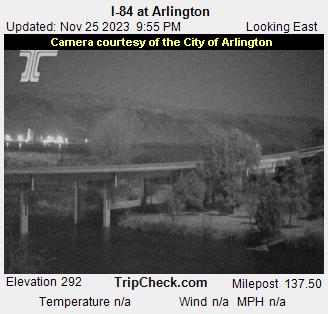 I-84 at Arlington
Updated: Nov 25 2023 9:55 PM Looking East
Camera courtesy of the City of Arlington
Elevation 292 TripCheck.com Milepost 137.50
Temperature n/a Wind n/a MPH n/a